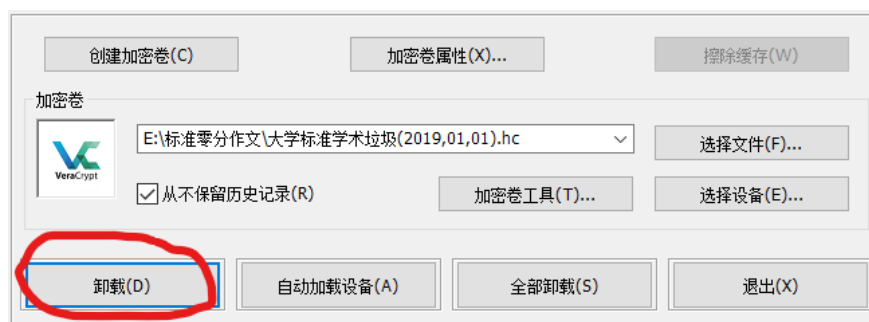 创建加密卷(C)
加密卷属性(X)...
擦除缓存(W)
加密卷
E:\标准零分作文\大学标准学术垃圾(2019,01,01).hc
选择文件(F)...
VeraCrypt
从不保留历史记录(R)
加密卷工具(T)...
选择设备(E)...
卸载(D)
自动加载设备(A)
全部卸载(S)
退出(X)